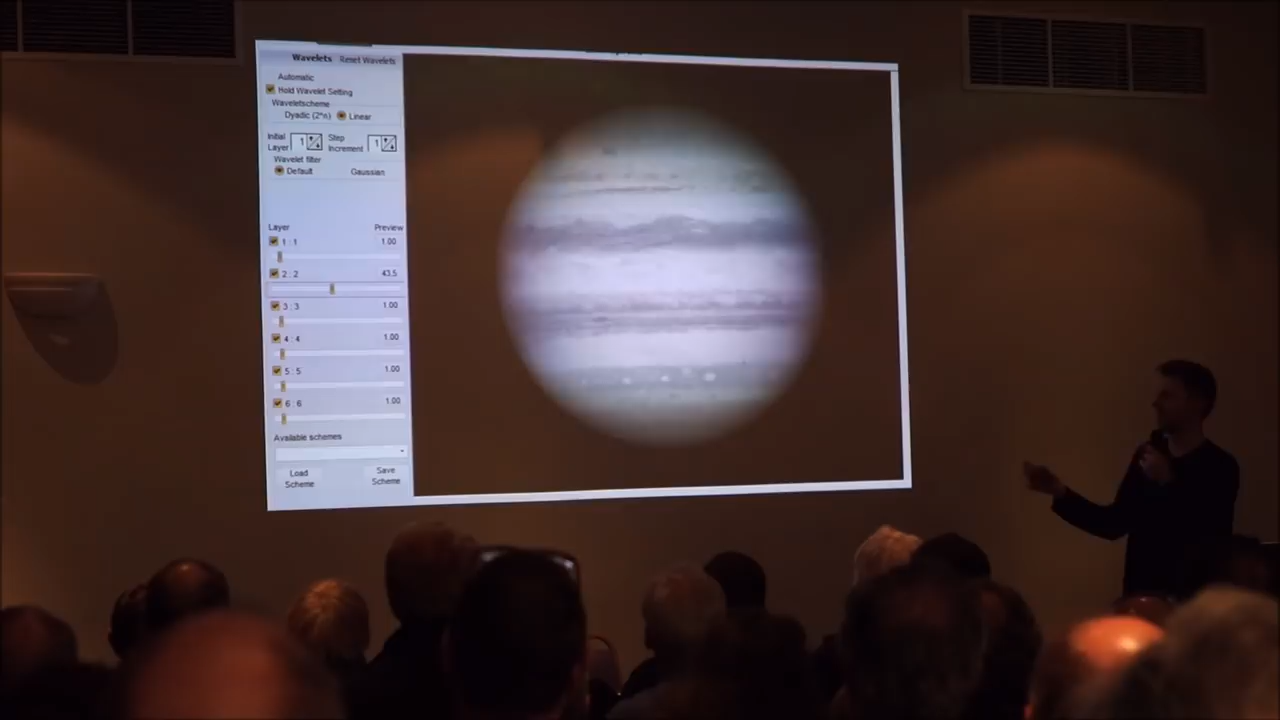 Wavelets Reset Wavelets
Automatic
Hold Wavelet Setting
Waveletscheme
Dyadic (2^n) Linear
Initial Layer 1 Step Increment 1
Wavelet filter
Default Gaussian
Layer Preview
1 : 1 1.00
2 : 2 43.5
3 : 3 1.00
4 : 4 1.00
5 : 5 1.00
6 : 6 1.00
Available schemes
Load Save
Scheme Scheme